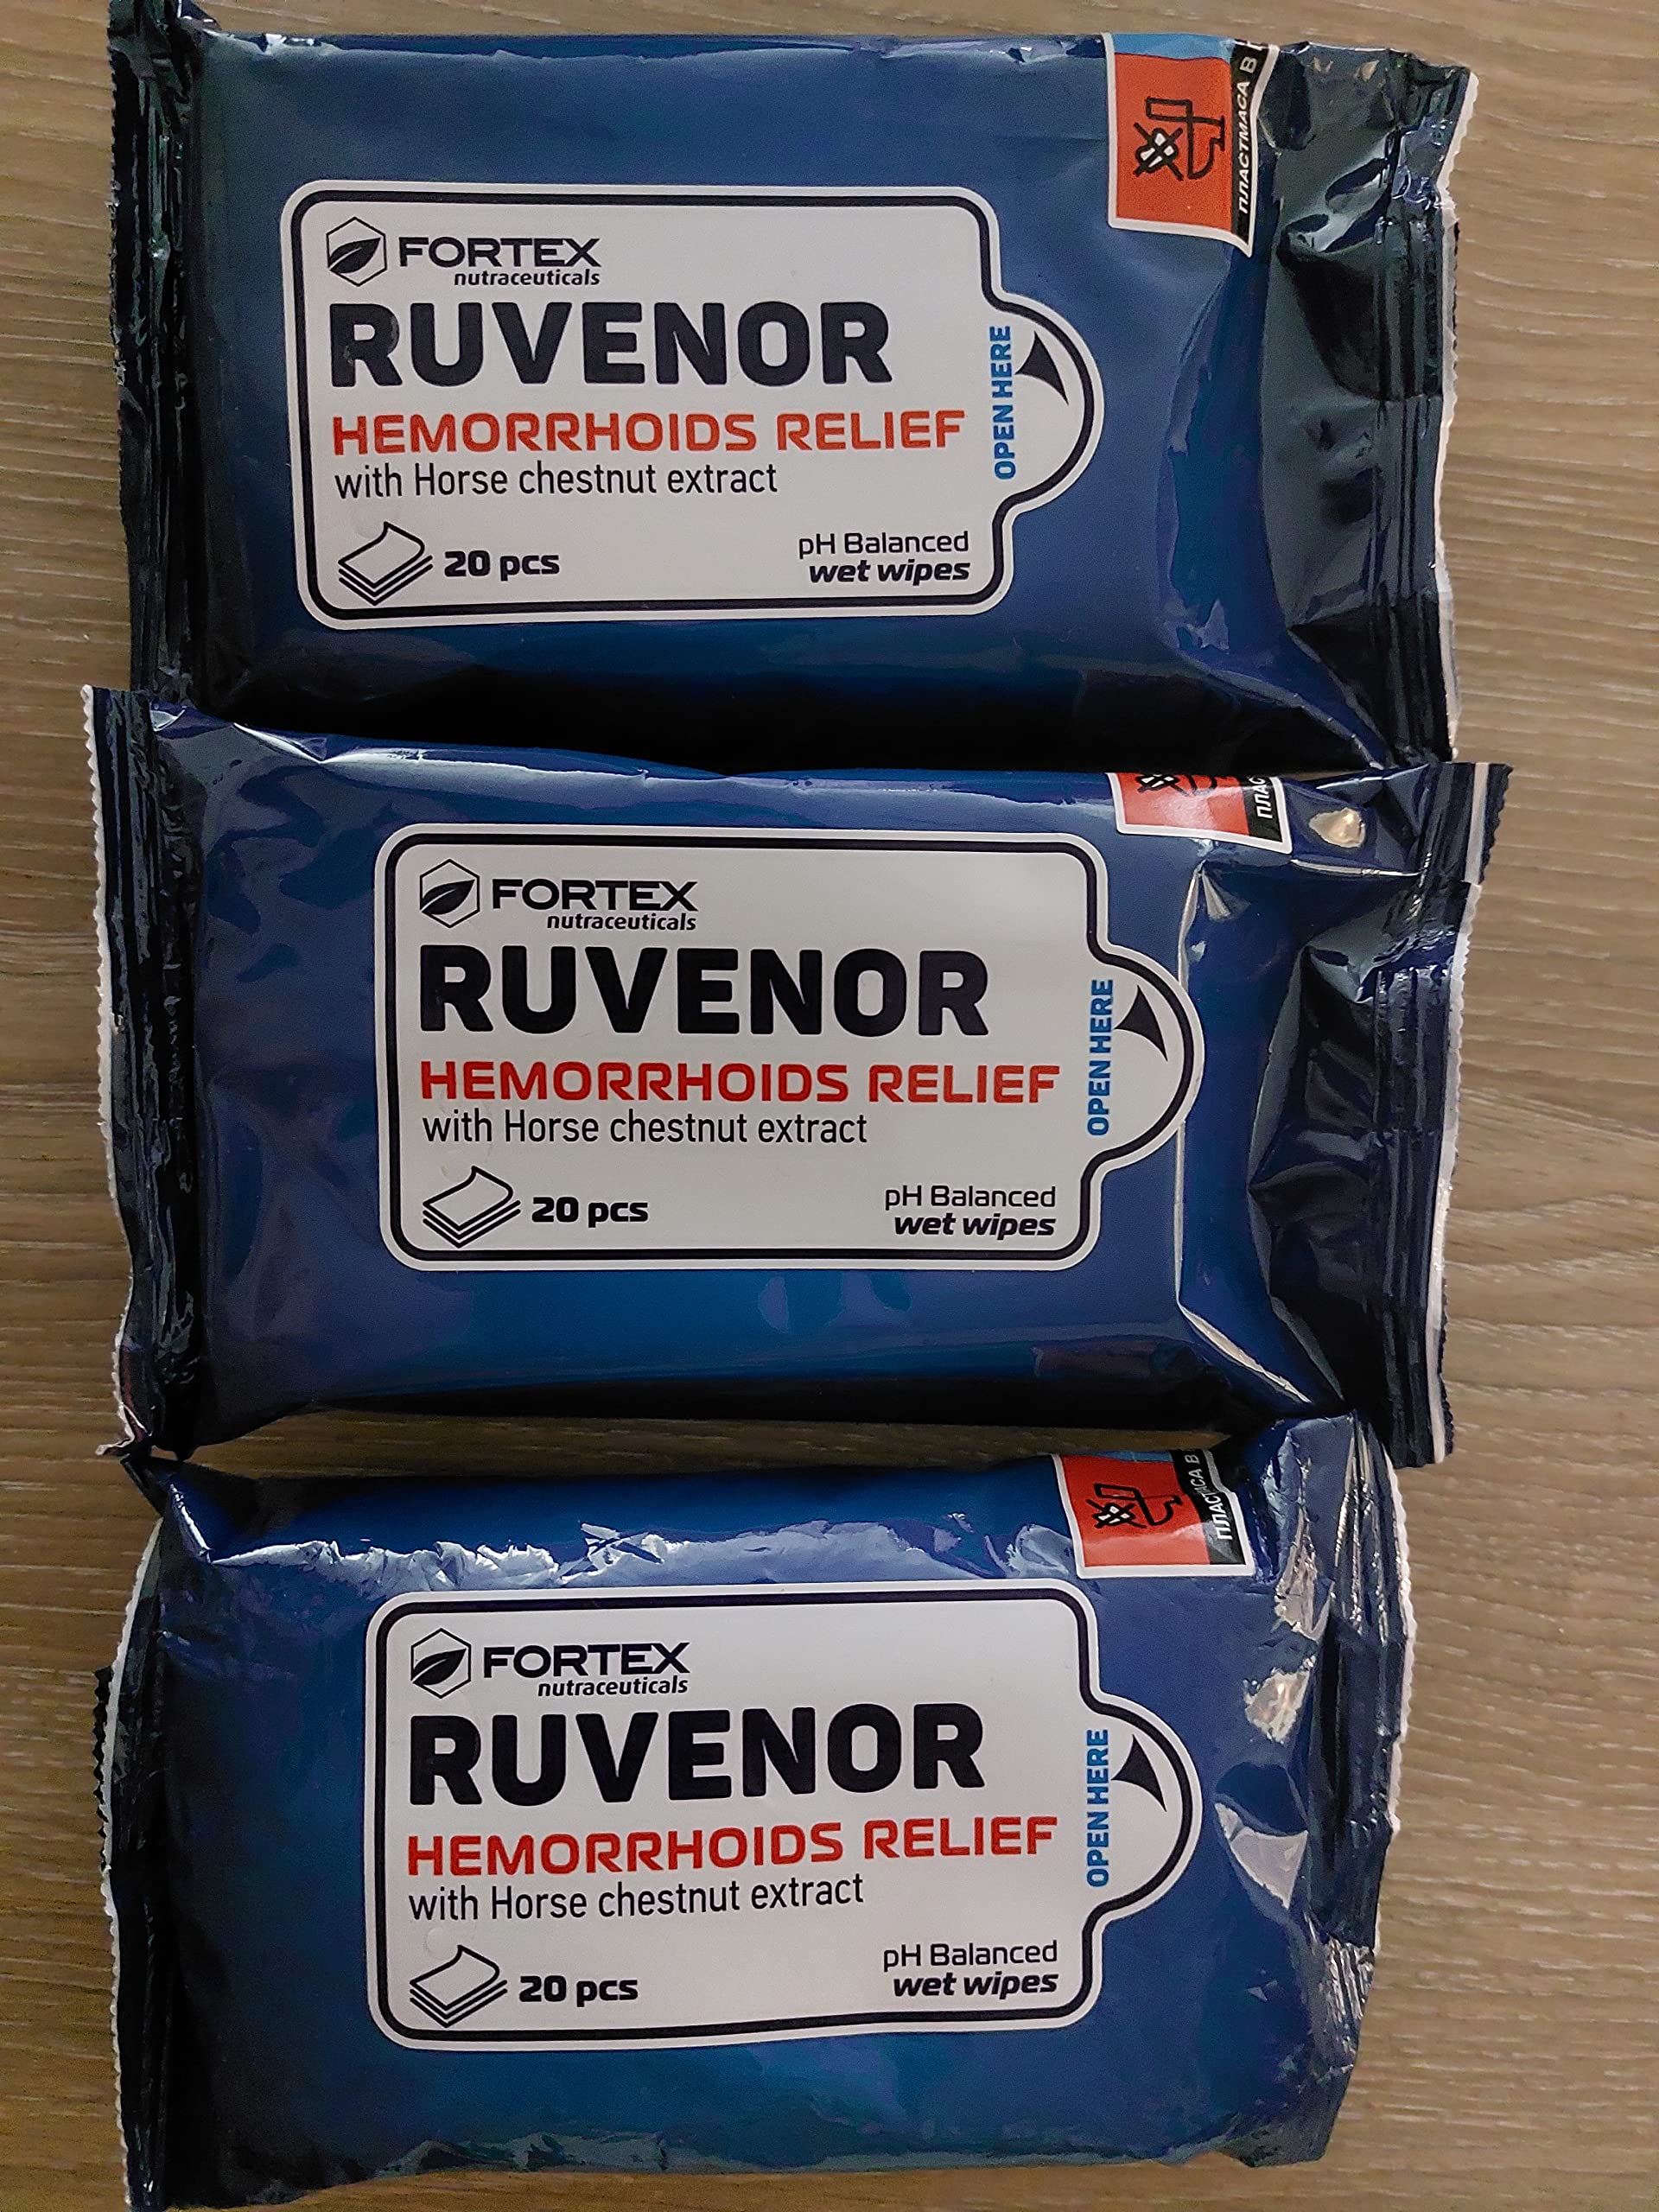 ПЛАСТМАСА В
FORTEX
nutraceuticals
RUVENOR
HEMORRHOIDS RELIEF
with Horse chestnut extract
OPEN HERE
20 pcs
pH Balanced
wet wipes
FORTEX
nutraceuticals
RUVENOR
HEMORRHOIDS RELIEF
with Horse chestnut extract
OPEN HERE
20 pcs
pH Balanced
wet wipes
FORTEX
nutraceuticals
RUVENOR
HEMORRHOIDS RELIEF
with Horse chestnut extract
OPEN HERE
20 pcs
pH Balanced
wet wipes